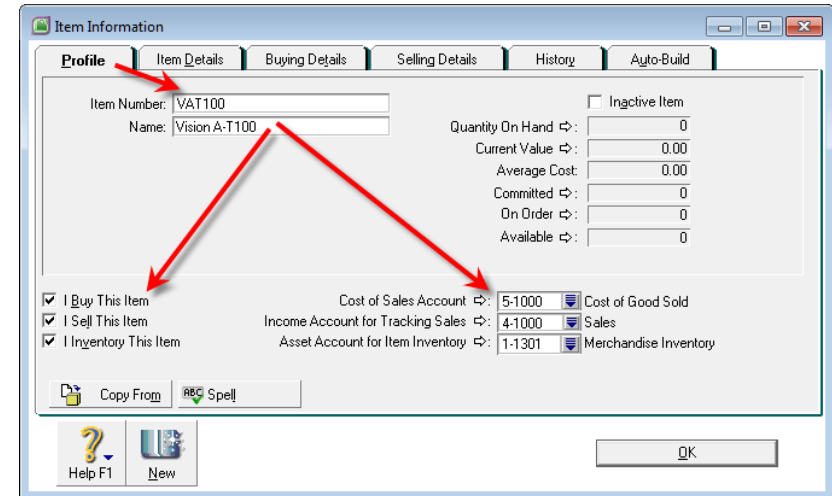 Item Information
Profile Item Details Buying Details Selling Details History Auto-Build
Item Number: VAT100 Inactive Item
Name: Vision A-T100 Quantity On Hand ⇨: 0
Current Value ⇨: 0.00
Average Cost: 0.00
Committed ⇨: 0
On Order ⇨: 0
Available ⇨: 0
I Buy This Item Cost of Sales Account ⇨: 5-1000 Cost of Good Sold
I Sell This Item Income Account for Tracking Sales ⇨: 4-1000 Sales
I Inventory This Item Asset Account for Item Inventory ⇨: 1-1301 Merchandise Inventory
Copy From ABC Spell
Help F1 New OK